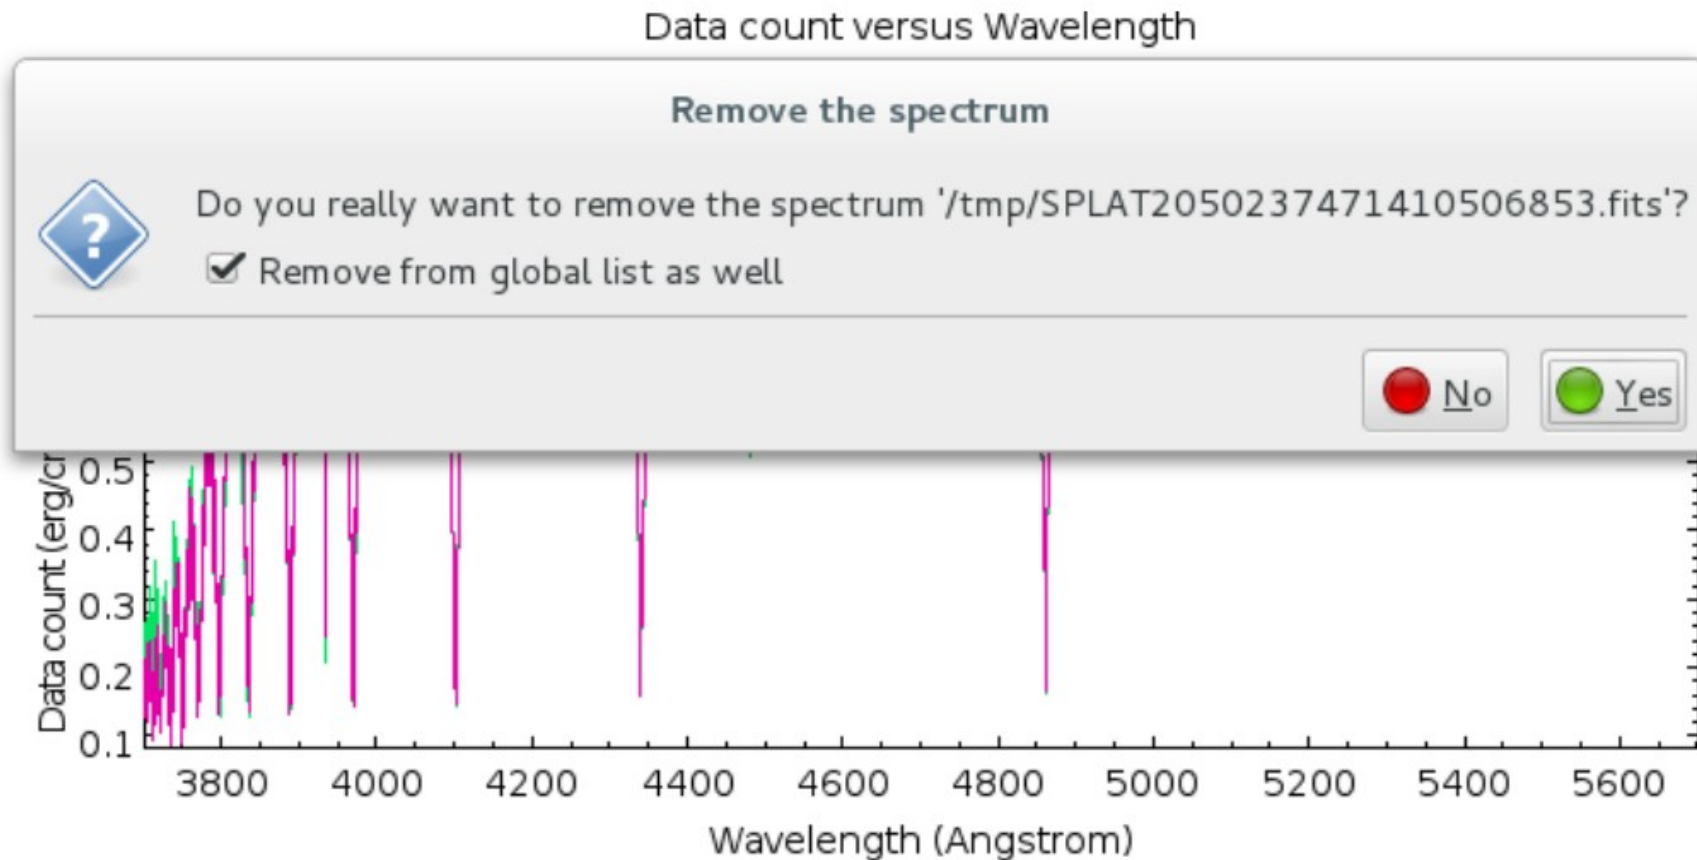 Data count versus Wavelength
Remove the spectrum
?
Do you really want to remove the spectrum '/tmp/SPLAT2050237471410506853.fits'?
Remove from global list as well
No Yes
Data count (erg/cr
0.5
0.4
0.3
0.2
0.1
3800 4000 4200 4400 4600 4800 5000 5200 5400 5600
Wavelength (Angstrom)